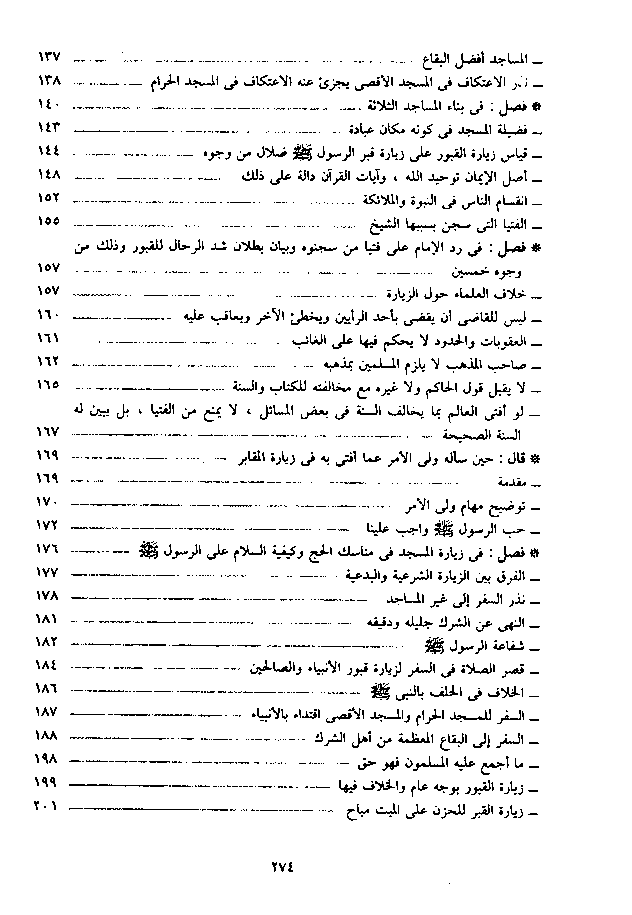 ـ المساجد أفضل البقاع ١٣٧
ـ نذر الاعتكاف فى المسجد الأقصى يجزئ عنه الاعتكاف فى المسجد الحرام ١٣٨
* فصل : فى بناء المساجد الثلاثة ١٤٠
ـ فضيلة المسجد فى كونه مكان عبادة ١٤٣
ـ قياس زيارة القبور على زيارة قبر الرسول ﷺ ضلال من وجوه ١٤٤
ـ أصل الإيمان توحيد الله ، وآيات القرآن دالة على ذلك ١٤٨
ـ انقسام الناس فى النبوة والملائكة ١٥٢
ـ الفتيا التى سجن بسببها الشيخ ١٥٥
* فصل : فى رد الإمام على فتيا من سجنوه وبيان بطلان شد الرحال للقبور وذلك من
وجوه خمسين ١٥٧
ـ خلاف العلماء حول الزيارة ١٥٧
ـ ليس للقاضى أن يقضى بأحد الرأيين ويخطئ الآخر ويعاقب عليه ١٦٠
ـ العقوبات والحدود لا يحكم فيها على الغائب ١٦١
ـ صاحب المذهب لا يلزم المسلمين بمذهبه ١٦٢
ـ لا يقبل قول الحاكم ولا غيره مع مخالفته للكتاب والسنة ١٦٥
ـ لو أفتى العالم بما يخالف السنة فى بعض المسائل ، لا يمنع من الفتيا ، بل يبين له
السنة الصحيحة ١٦٧
* قال : حين سأله ولى الأمر عما أفتى به فى زيارة المقابر ١٦٩
ـ مقدمة ١٦٩
ـ توضيح مهام ولى الأمر ١٧٠
ـ حب الرسول ﷺ واجب علينا ١٧٢
* فصل : فى زيارة المسجد فى مناسك الحج وكيفية السلام على الرسول ﷺ ١٧٦
ـ الفرق بين الزيارة الشرعية والبدعية ١٧٧
ـ نذر السفر إلى غير المساجد ١٧٨
ـ النهى عن الشرك جليله ودقيقه ١٨١
ـ شفاعة الرسول ﷺ ١٨٢
ـ قصر الصلاة فى السفر لزيارة قبور الأنبياء والصالحين ١٨٤
ـ الخلاف فى الحلف بالنبى ﷺ ١٨٦
ـ السفر للمسجد الحرام والمسجد الأقصى اقتداء بالأنبياء ١٨٧
ـ السفر إلى البقاع المعظمة من أهل الشرك ١٨٨
ـ ما أجمع عليه المسلمون فهو حق ١٩٨
ـ زيارة القبور بوجه عام والخلاف فيها ١٩٩
ـ زيارة القبر للحزن على الميت مباح ٢٠١
٢٧٤